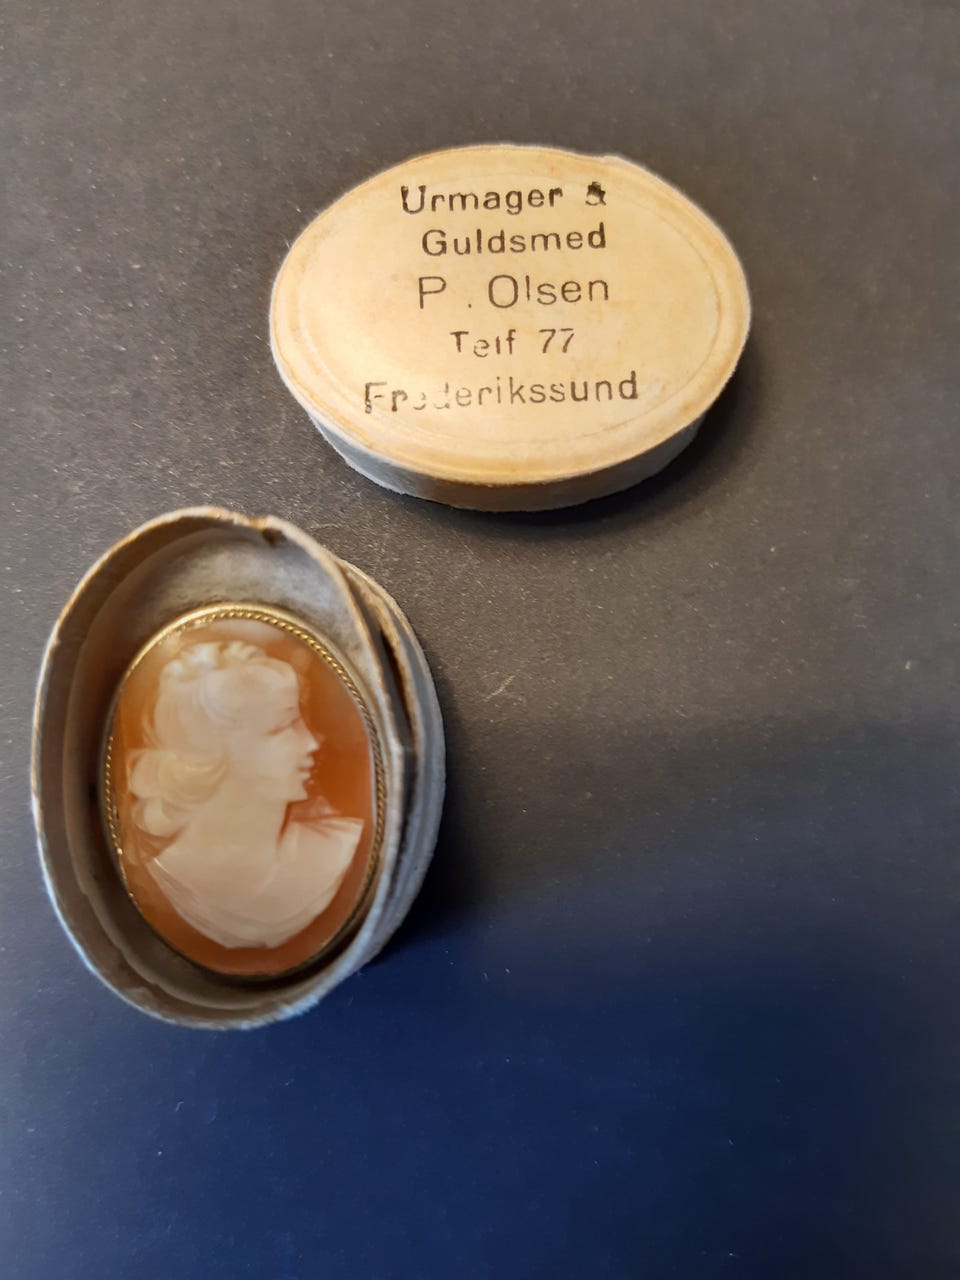 Urmager &
Guldsmed
P. Olsen
Telf 77
Frederikssund